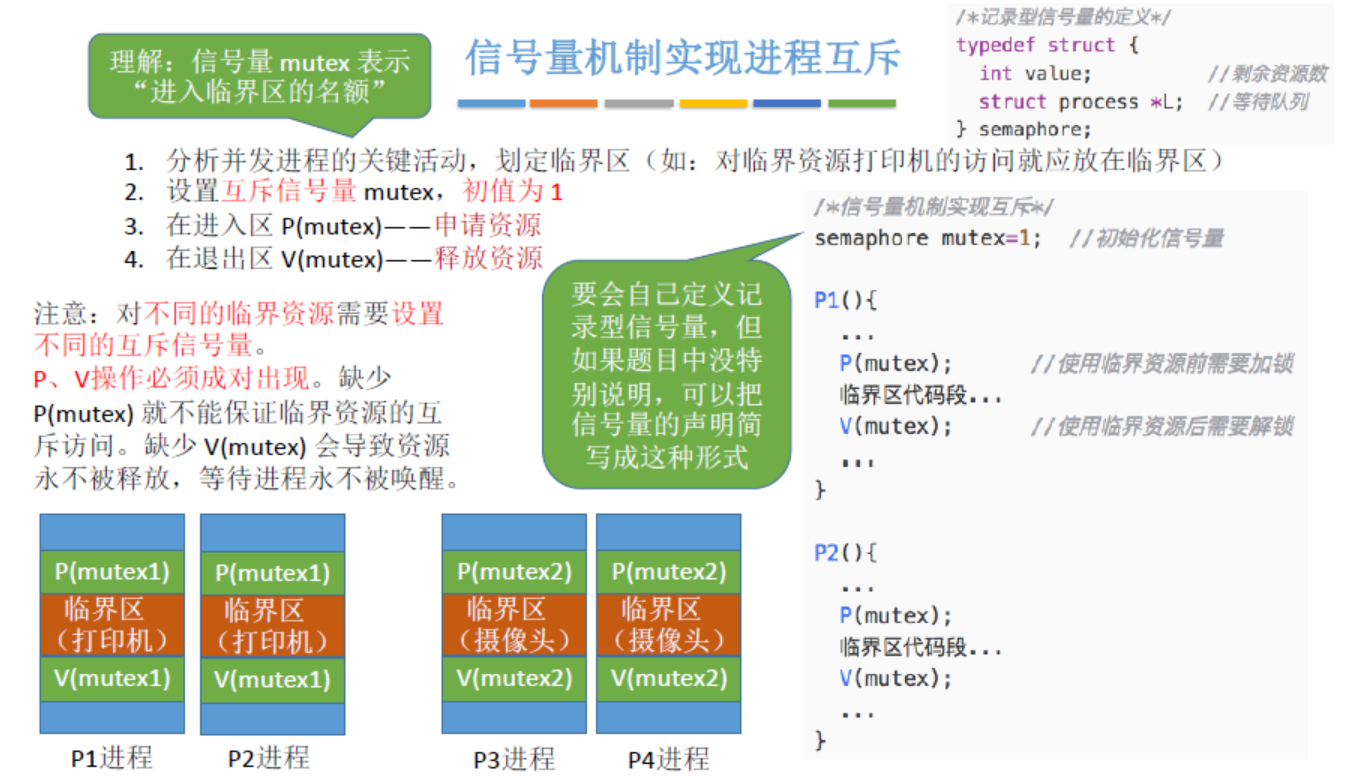 理解：信号量 mutex 表示
“进入临界区的名额”
信号量机制实现进程互斥
/*记录型信号量的定义*/
typedef struct {
int value; //剩余资源数
struct process *L; //等待队列
} semaphore;
1. 分析并发进程的关键活动，划定临界区（如：对临界资源打印机的访问就应放在临界区）
2. 设置互斥信号量 mutex，初值为 1
3. 在进入区 P(mutex)——申请资源
4. 在退出区 V(mutex)——释放资源
注意：对不同的临界资源需要设置
不同的互斥信号量。
P、V操作必须成对出现。缺少
P(mutex) 就不能保证临界资源的互
斥访问。缺少 V(mutex) 会导致资源
永不被释放，等待进程永不被唤醒。
要会自己定义记
录型信号量，但
如果题目中没特
别说明，可以把
信号量的声明简
写成这种形式
/*信号量机制实现互斥*/
semaphore mutex=1; //初始化信号量
P1(){
...
P(mutex); //使用临界资源前需要加锁
临界区代码段...
V(mutex); //使用临界资源后需要解锁
...
}
P2(){
...
P(mutex);
临界区代码段...
V(mutex);
...
}
P(mutex1)
临界区
（打印机）
V(mutex1)
P1进程
P(mutex1)
临界区
（打印机）
V(mutex1)
P2进程
P(mutex2)
临界区
（摄像头）
V(mutex2)
P3进程
P(mutex2)
临界区
（摄像头）
V(mutex2)
P4进程